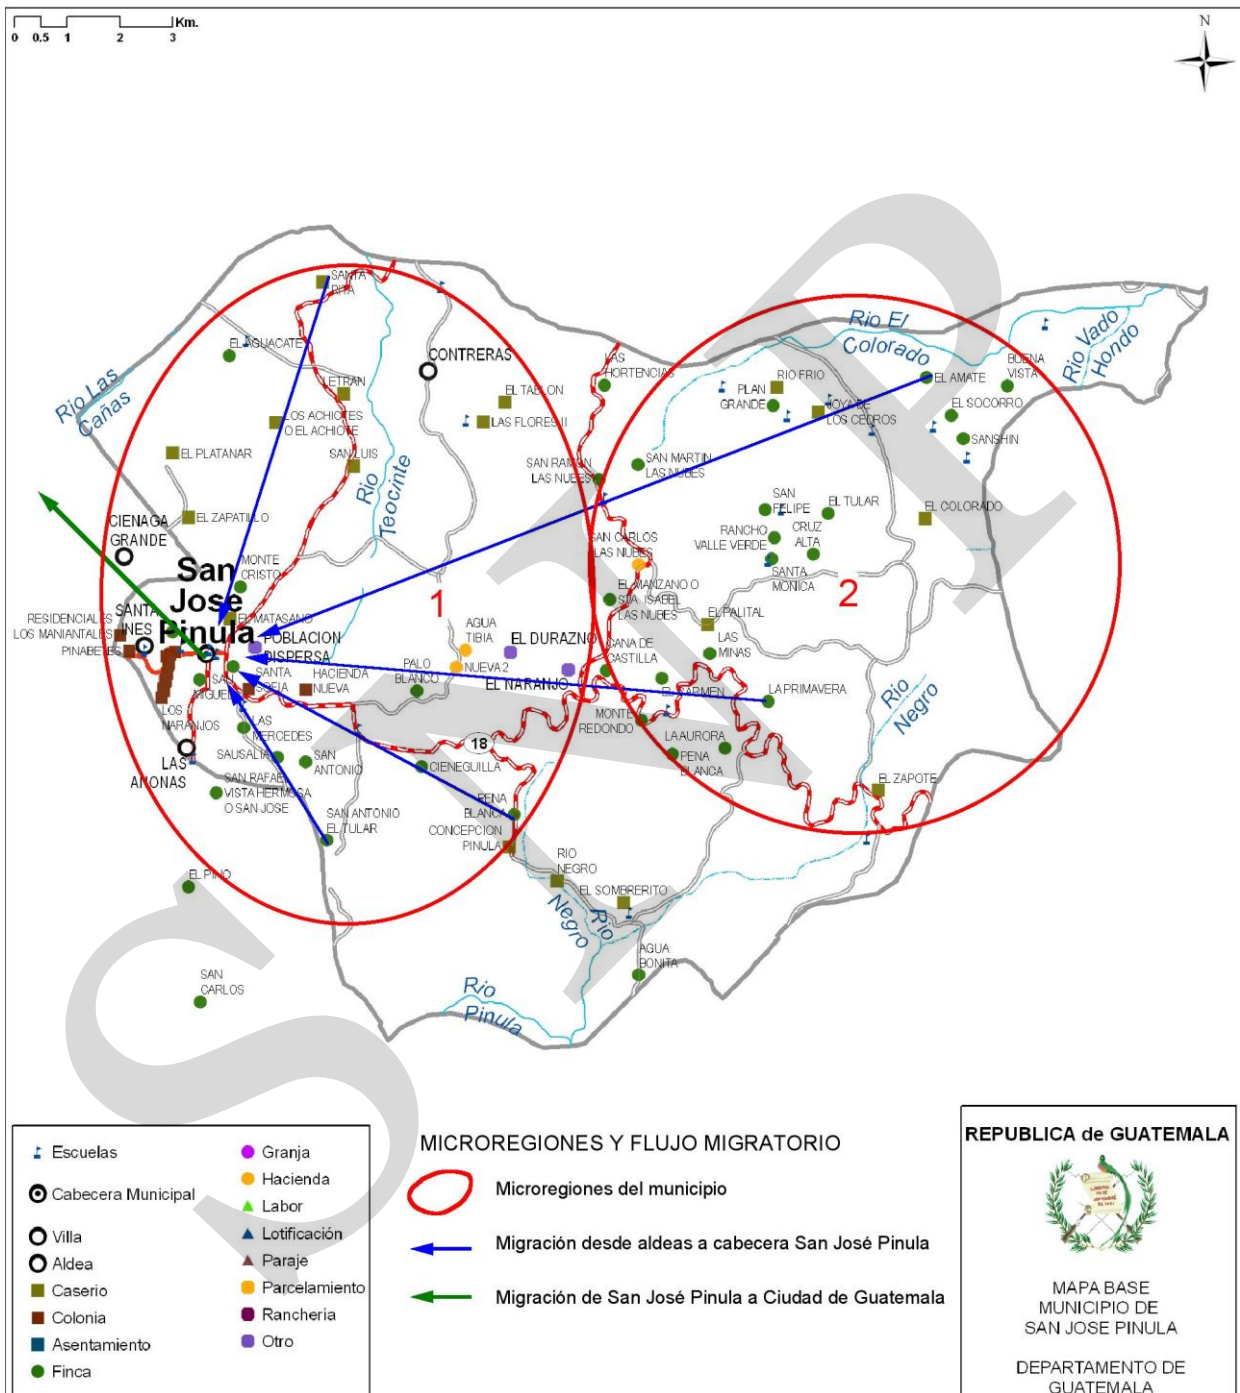 Km.
0 0.5 1 2 3
N
SANTA
RITA
Rio Las
Cañas
EL AGUACATE
CONTRERAS
LETRAN
EL TABLON
LOS ACHIOTES
O EL ACHIOTE
LAS FLORES II
SAN LUIS
EL PLATANAR
Rio
Teocinte
EL ZAPATILLO
CIENAGA
GRANDE
LAS
HORTENCIAS
SAN RAMON
LAS NUBES
SAN MARTIN
LAS NUBES
Rio El
Colorado
RIO FRIO
PLAN
GRANDE
JOYA DE
LOS CEDROS
EL AMATE
BUENA
VISTA
Rio Vado
Hondo
EL SOCORRO
SANSHIN
SAN
FELIPE
EL TULAR
EL COLORADO
RANCHO
VALLE VERDE
CRUZ
ALTA
SANTA
MONICA
SAN CARLOS
LAS NUBES
EL MANZANO O
STA. ISABEL
LAS NUBES
1
2
MONTE
CRISTO
San
Jose
Pinula
EL MATASANO
SANTA
INES
RESIDENCIALES
LOS MANIANTALES
PINABETES
POBLACION
DISPERSA
AGUA
TIBIA
NUEVA 2
EL DURAZNO
EL NARANJO
CANA DE
CASTILLA
EL PALITAL
LAS
MINAS
LA PRIMAVERA
EL CARMEN
SAN
MIGUEL
SANTA
SOFIA
HACIENDA
NUEVA
PALO
BLANCO
LOS
NARANJOS
LAS
MERCEDES
MONTE
REDONDO
LA AURORA
PENA
BLANCA
Rio
Negro
18
LAS
ANONAS
SAUSALIA
SAN
ANTONIO
CIENEGUILLA
SAN RAFAEL
VISTA HERMOSA
O SAN JOSE
SAN ANTONIO
EL TULAR
PENA
BLANCA
CONCEPCION
PINULA
EL ZAPOTE
EL PINO
RIO
NEGRO
EL SOMBRERITO
Rio
Negro
AGUA
BONITA
SAN
CARLOS
Rio
Pinula
SNIP
Escuelas
Cabecera Municipal
Villa
Aldea
Caserio
Colonia
Asentamiento
Finca
Granja
Hacienda
Labor
Lotificación
Paraje
Parcelamiento
Ranchería
Otro
MICROREGIONES Y FLUJO MIGRATORIO
Microregiones del municipio
Migración desde aldeas a cabecera San José Pinula
Migración de San José Pinula a Ciudad de Guatemala
REPUBLICA de GUATEMALA
MAPA BASE
MUNICIPIO DE
SAN JOSE PINULA
DEPARTAMENTO DE
GUATEMALA